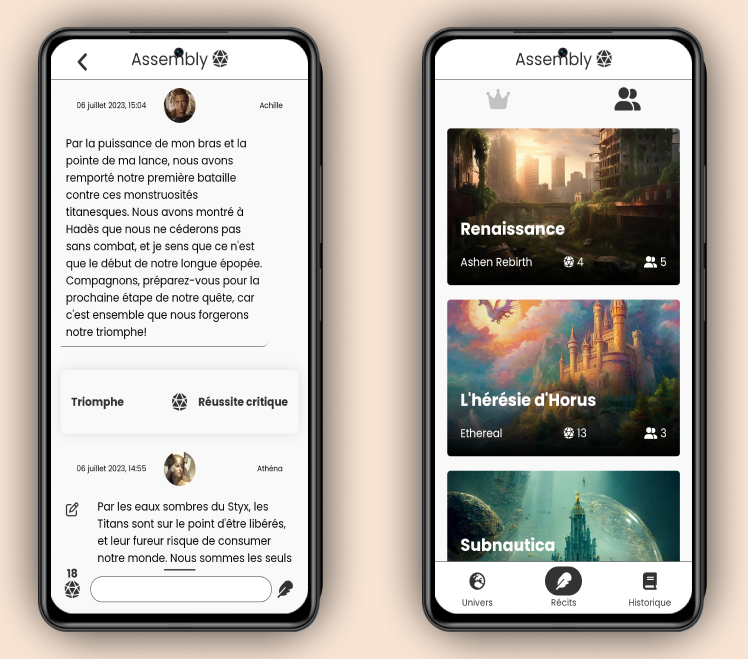 Assembly
06 juillet 2023, 15:04
Achille
Par la puissance de mon bras et la
pointe de ma lance, nous avons
remporté notre première bataille
contre ces monstruosités
titanesques. Nous avons montré à
Hadès que nous ne céderons pas
sans combat, et je sens que ce n'est
que le début de notre longue épopée.
Compagnons, préparez-vous pour la
prochaine étape de notre quête, car
c'est ensemble que nous forgerons
notre triomphe!
Triomphe
Réussite critique
06 juillet 2023, 14:55
Athéna
Par les eaux sombres du Styx, les
Titans sont sur le point d'être libérés,
et leur fureur risque de consumer
notre monde. Nous sommes les seuls
18
Assembly
Renaissance
Ashen Rebirth 4 5
L'hérésie d'Horus
Ethereal 13 3
Subnautica
Univers
Récits
Historique